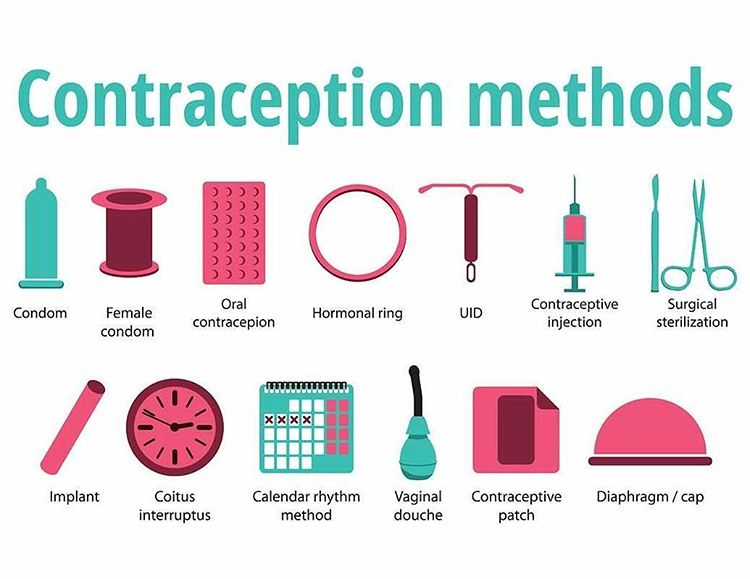 Contraception methods
Condom
Female
condom
Oral
contracepion
Hormonal ring
UID
Contraceptive
injection
Surgical
sterilization
Implant
Coitus
interruptus
Calendar rhythm
method
Vaginal
douche
Contraceptive
patch
Diaphragm / cap